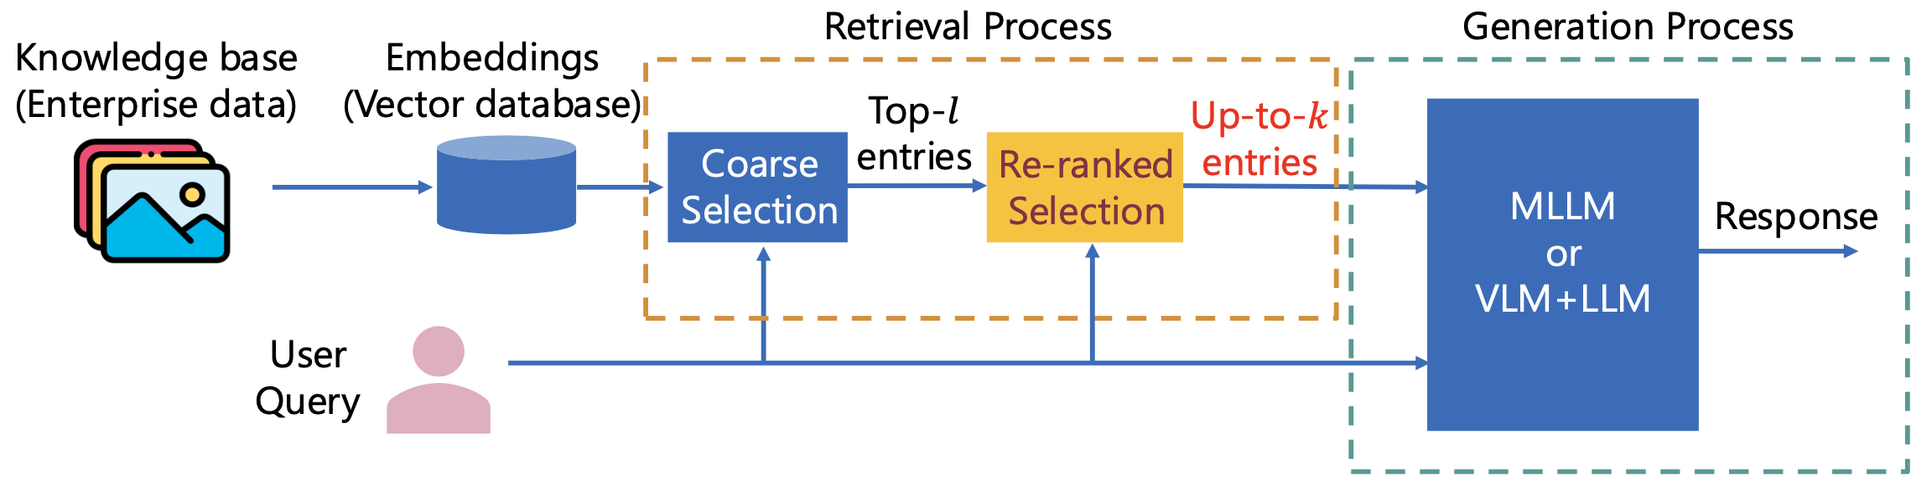 Knowledge base
(Enterprise data)
Embeddings
(Vector database)
Retrieval Process
Coarse
Selection
Top-l
entries
Re-ranked
Selection
Up-to-k
entries
Generation Process
MLLM
or
VLM+LLM
Response
User
Query